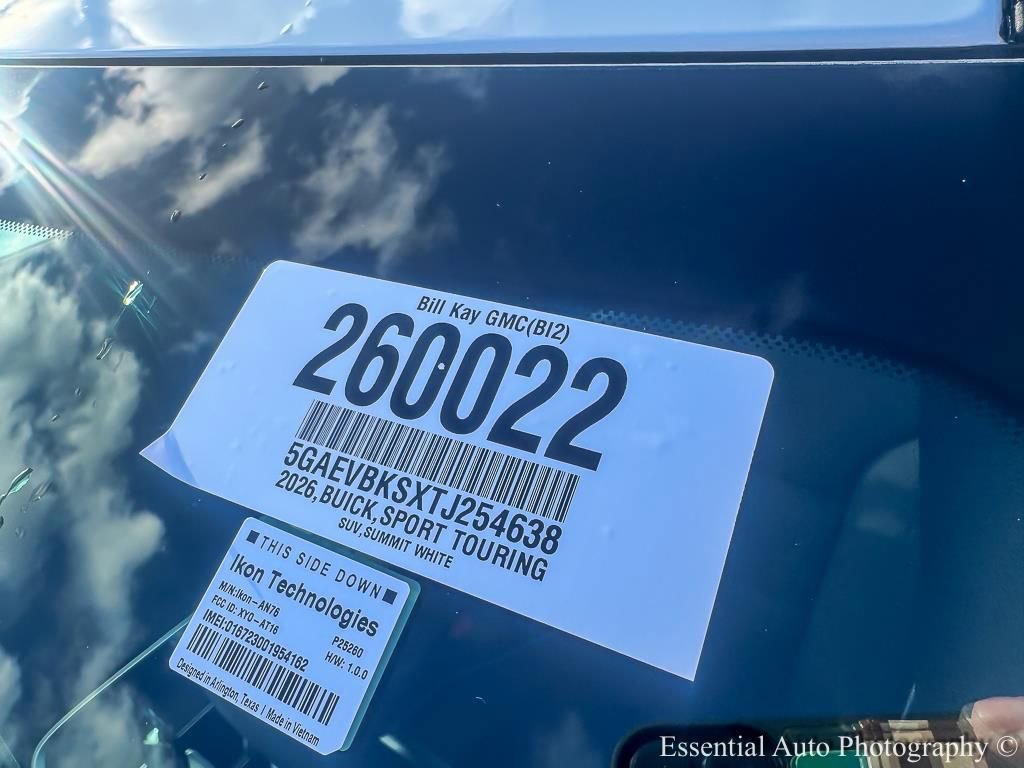 Bill Kay GMC(BI2)
260022
5GAEVBKSXTJ254638
2026,BUICK,SPORT TOURING
SUV,SUMMIT WHITE
THIS SIDE DOWN
Ikon Technologies
M/N:Ikon-AN76 P25260
FCC ID: XYO-AT16 H/W: 1.0.0
IMEI:016723001954162
Designed in Arlington, Texas | Made in Vietnam
Essential Auto Photography ©